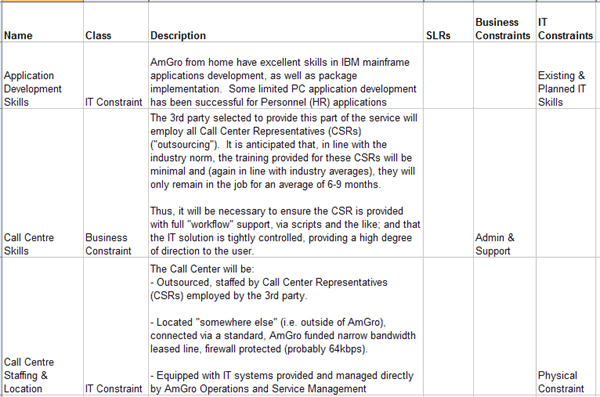 Business IT
Name Class Description SLRs Constraints Constraints
AmGro from home have excellent skills in IBM mainframe
applications development, as well as package
Application
Development
Skills
IT Constraint
implementation.  Some limited PC application development
has been successful for Personnel (HR) applications
Existing &
Planned IT
Skills
The 3rd party selected to provide this part of the service will
employ all Call Center Representatives (CSRs)
("outsourcing").  It is anticipated that, in line with the
industry norm, the training provided for these CSRs will be
minimal and (again in line with industry averages), they will
only remain in the job for an average of 6-9 months.
Thus, it will be necessary to ensure the CSR is provided
with full "workflow" support, via scripts and the like; and that
the IT solution is tightly controlled, providing a high degree
of direction to the user.
Call Centre
Skills
Business
Constraint
Admin &
Support
The Call Center will be:
- Outsourced, staffed by Call Center Representatives
(CSRs) employed by the 3rd party.
- Located "somewhere else" (i.e. outside of AmGro),
connected via a standard, AmGro funded narrow bandwidth
leased line, firewall protected (probably 64kbps).
- Equipped with IT systems provided and managed directly
by AmGro Operations and Service Management
Call Centre
Staffing &
Location
IT Constraint
Physical
Constraint